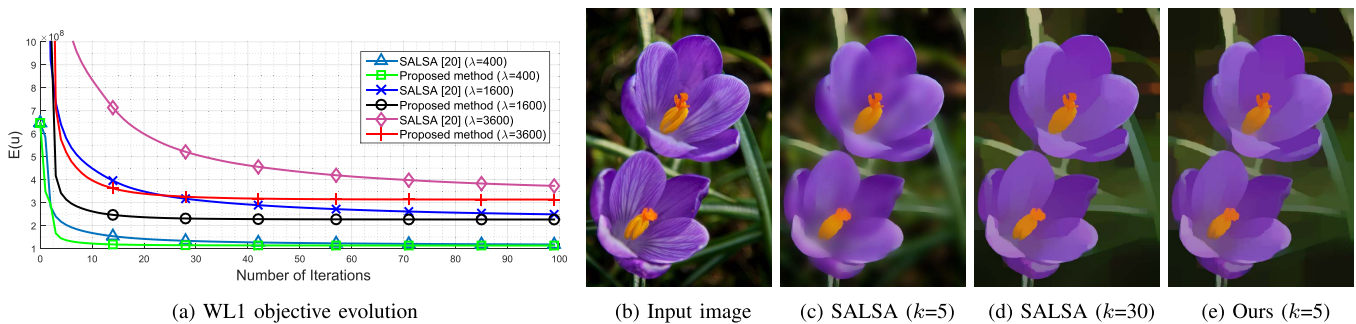 10 × 10⁸
9
8
7
6
5
4
3
2
1
E(u)
0 10 20 30 40 50 60 70 80 90 100
Number of Iterations
SALSA [20] (λ=400)
Proposed method (λ=400)
SALSA [20] (λ=1600)
Proposed method (λ=1600)
SALSA [20] (λ=3600)
Proposed method (λ=3600)
(a) WL1 objective evolution
(b) Input image
(c) SALSA (k=5)
(d) SALSA (k=30)
(e) Ours (k=5)